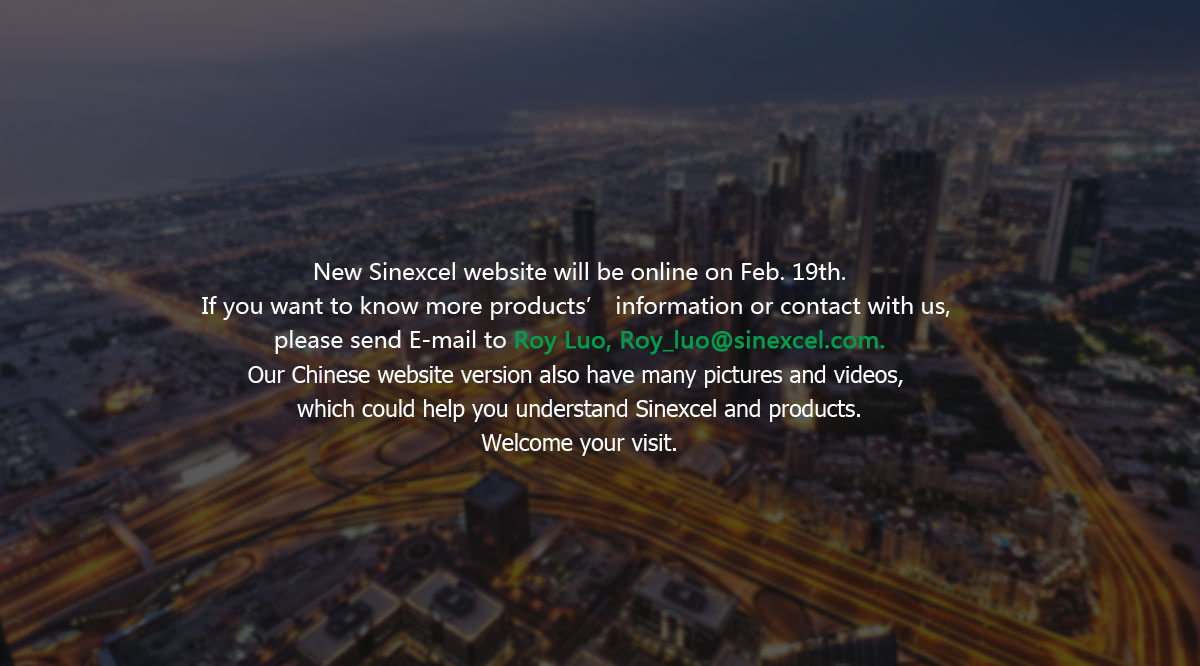 New Sinexcel website will be online on Feb. 19th.
If you want to know more products’ information or contact with us,
please send E-mail to Roy Luo, Roy_luo@sinexcel.com.
Our Chinese website version also have many pictures and videos,
which could help you understand Sinexcel and products.
Welcome your visit.